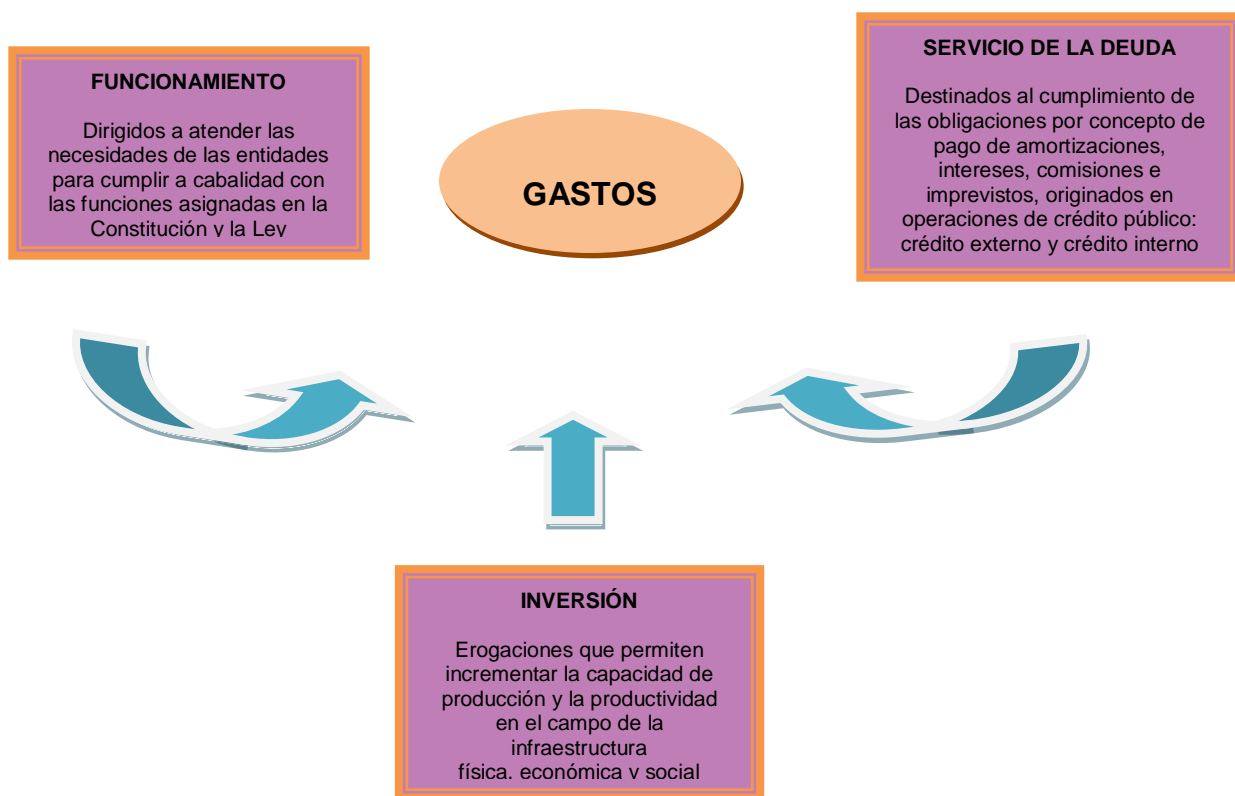 FUNCIONAMIENTO
Dirigidos a atender las
necesidades de las entidades
para cumplir a cabalidad con
las funciones asignadas en la
Constitución y la Ley
GASTOS
SERVICIO DE LA DEUDA
Destinados al cumplimiento de
las obligaciones por concepto de
pago de amortizaciones,
intereses, comisiones e
imprevistos, originados en
operaciones de crédito público:
crédito externo y crédito interno
INVERSIÓN
Erogaciones que permiten
incrementar la capacidad de
producción y la productividad
en el campo de la
infraestructura
física, económica y social